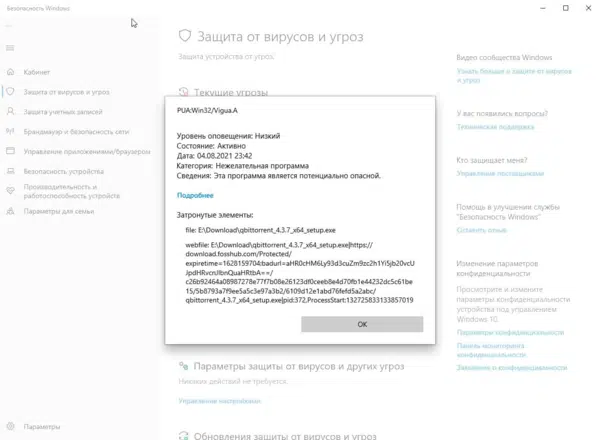 Безопасность Windows
Кабинет
Защита от вирусов и угроз
Защита учетных записей
Брандмауэр и безопасность сети
Управление приложениями/браузером
Безопасность устройства
Производительность и
работоспособность устройств
Параметры для семьи
Параметры
Защита от вирусов и угроз
Защита устройства от угроз.
Текущие угрозы
PUA:Win32/Vigua.A
Уровень оповещения: Низкий
Состояние: Активно
Дата: 04.08.2021 23:42
Категория: Нежелательная программа
Сведения: Эта программа является потенциально опасной.
Подробнее
Затронутые элементы:
file: E:\Download\qbittorrent_4.3.7_x64_setup.exe
webfile: E:\Download\qbittorrent_4.3.7_x64_setup.exe|https://
download.fosshub.com/Protected/
expiretime=1628159704;badurl=aHR0cHM6Ly93d3cuZm9zc2h1Yi5jb20vcU
JpdHRvcnJlbnQuaHRtbA==/
c26b92464a08987278e77f7b08e26123df0ceeb8e4d70fb1e44232dc5c61be
15/5b8793a7f9ee5a5c3e97a3b2/6109d12e1abd76fefd5a2abc/
qbittorrent_4.3.7_x64_setup.exe|pid:372,ProcessStart:132725833133857019
OK
Параметры защиты от вирусов и других угроз
Никаких действий не требуется.
Управление настройками
Обновления защиты от вирусов и угроз
Видео сообщества Windows
Узнать больше о защите от вирусов
и угроз
У вас появились вопросы?
Техническая поддержка
Кто защищает меня?
Управление поставщиками
Помощь в улучшении службы
"Безопасность Windows"
Оставить отзыв
Изменение параметров
конфиденциальности
Просмотрите и измените
параметры конфиденциальности
устройства под управлением
Windows 10.
Параметры конфиденциальности
Панель мониторинга
конфиденциальности
Заявление о конфиденциальности